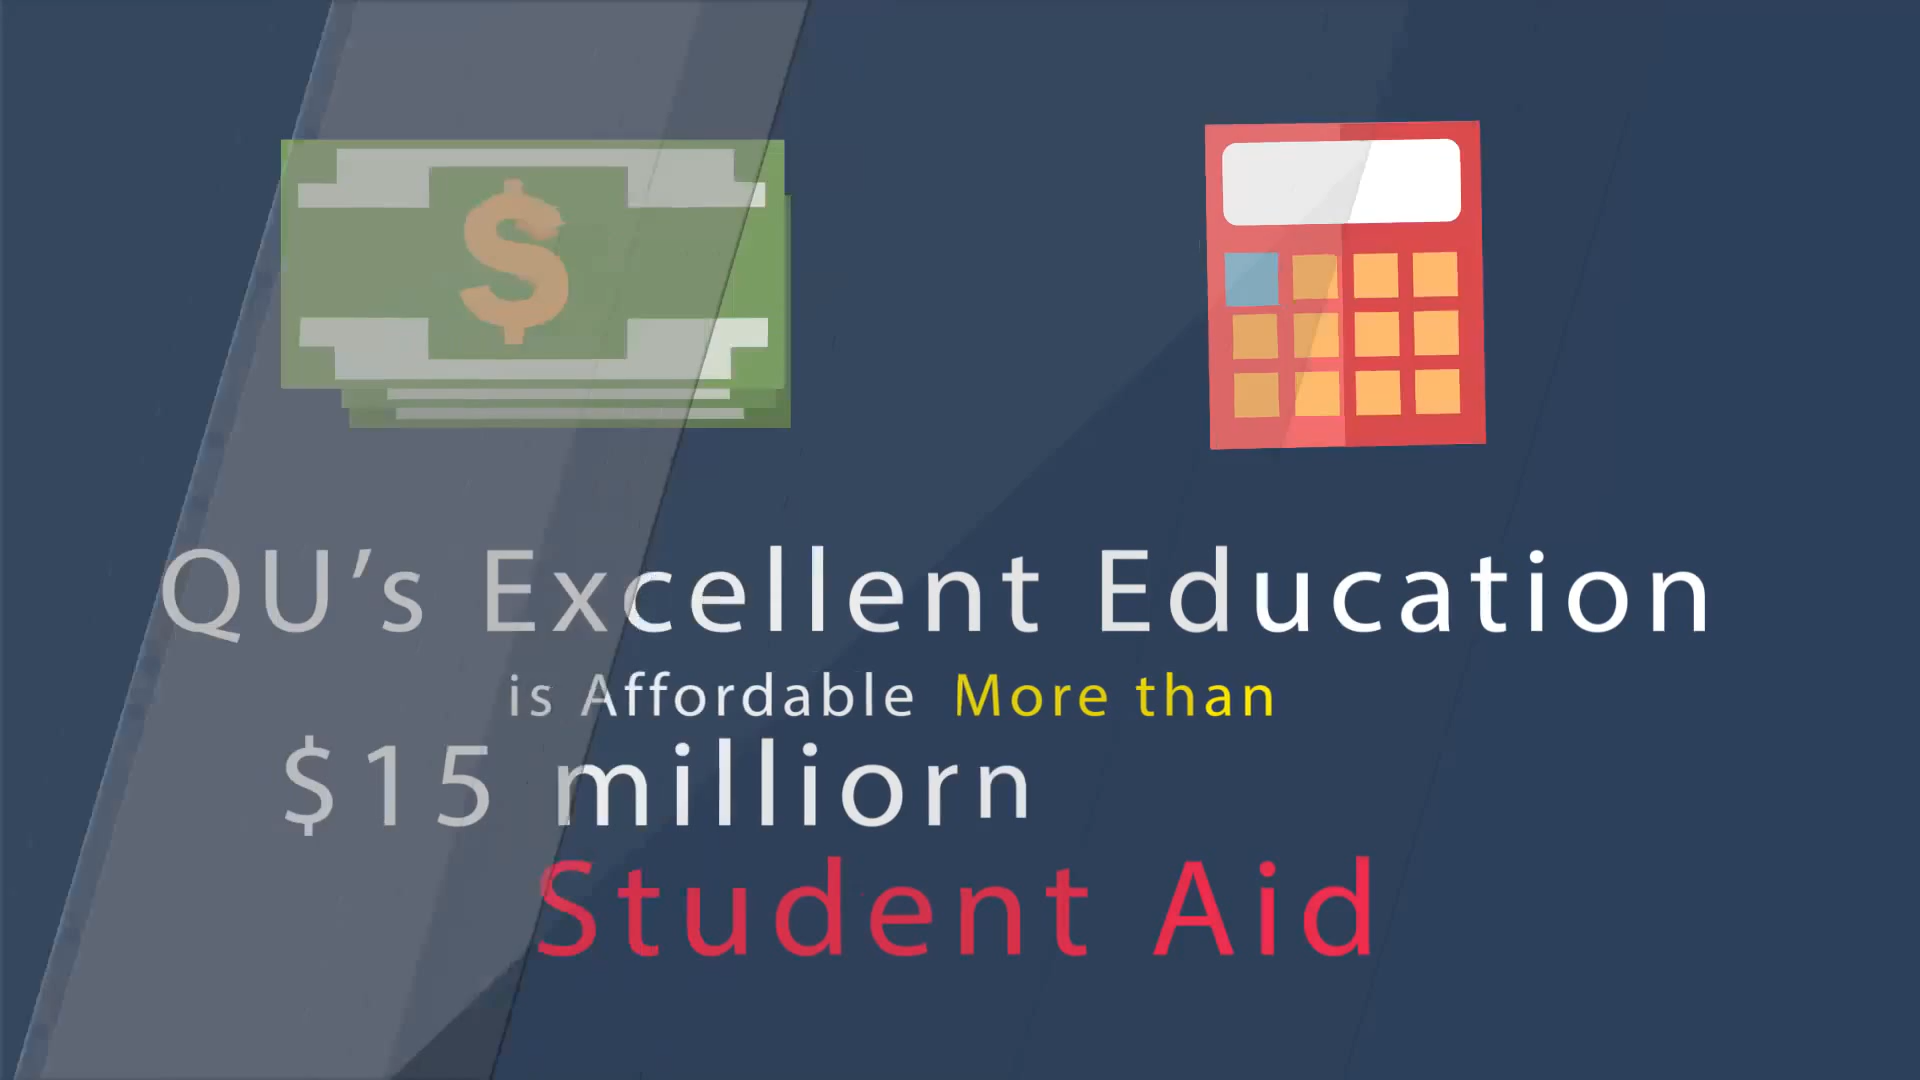 QU's Excellent Education
is Affordable More than
$15 milliorn
Student Aid